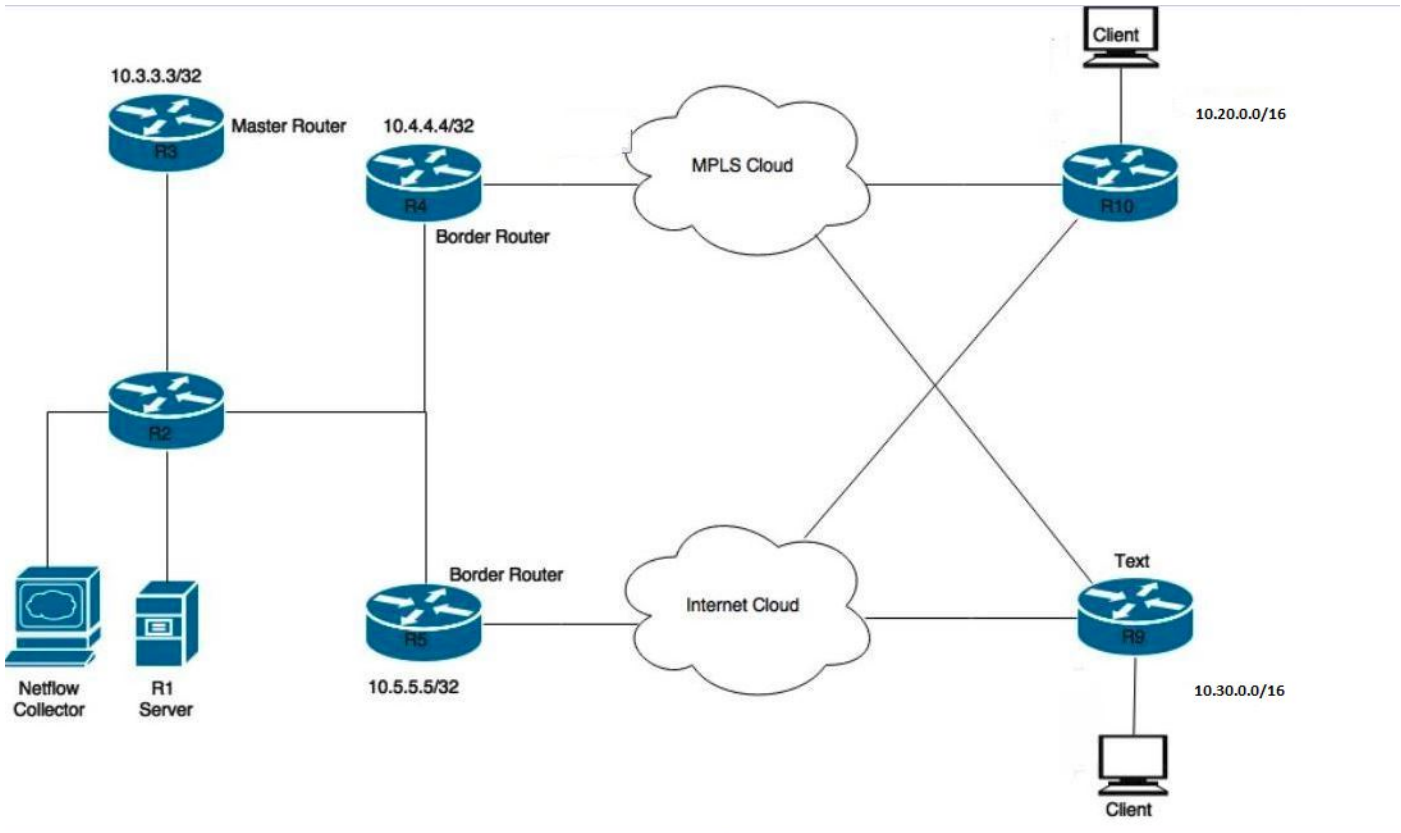 Client
10.3.3.3/32
10.20.0.0/16
Master Router
10.4.4.4/32
R3
MPLS Cloud
R4
R10
Border Router
R2
Text
Border Router
Internet Cloud
R5
R9
Netflow
Collector
R1
Server
10.5.5.5/32
10.30.0.0/16
Client